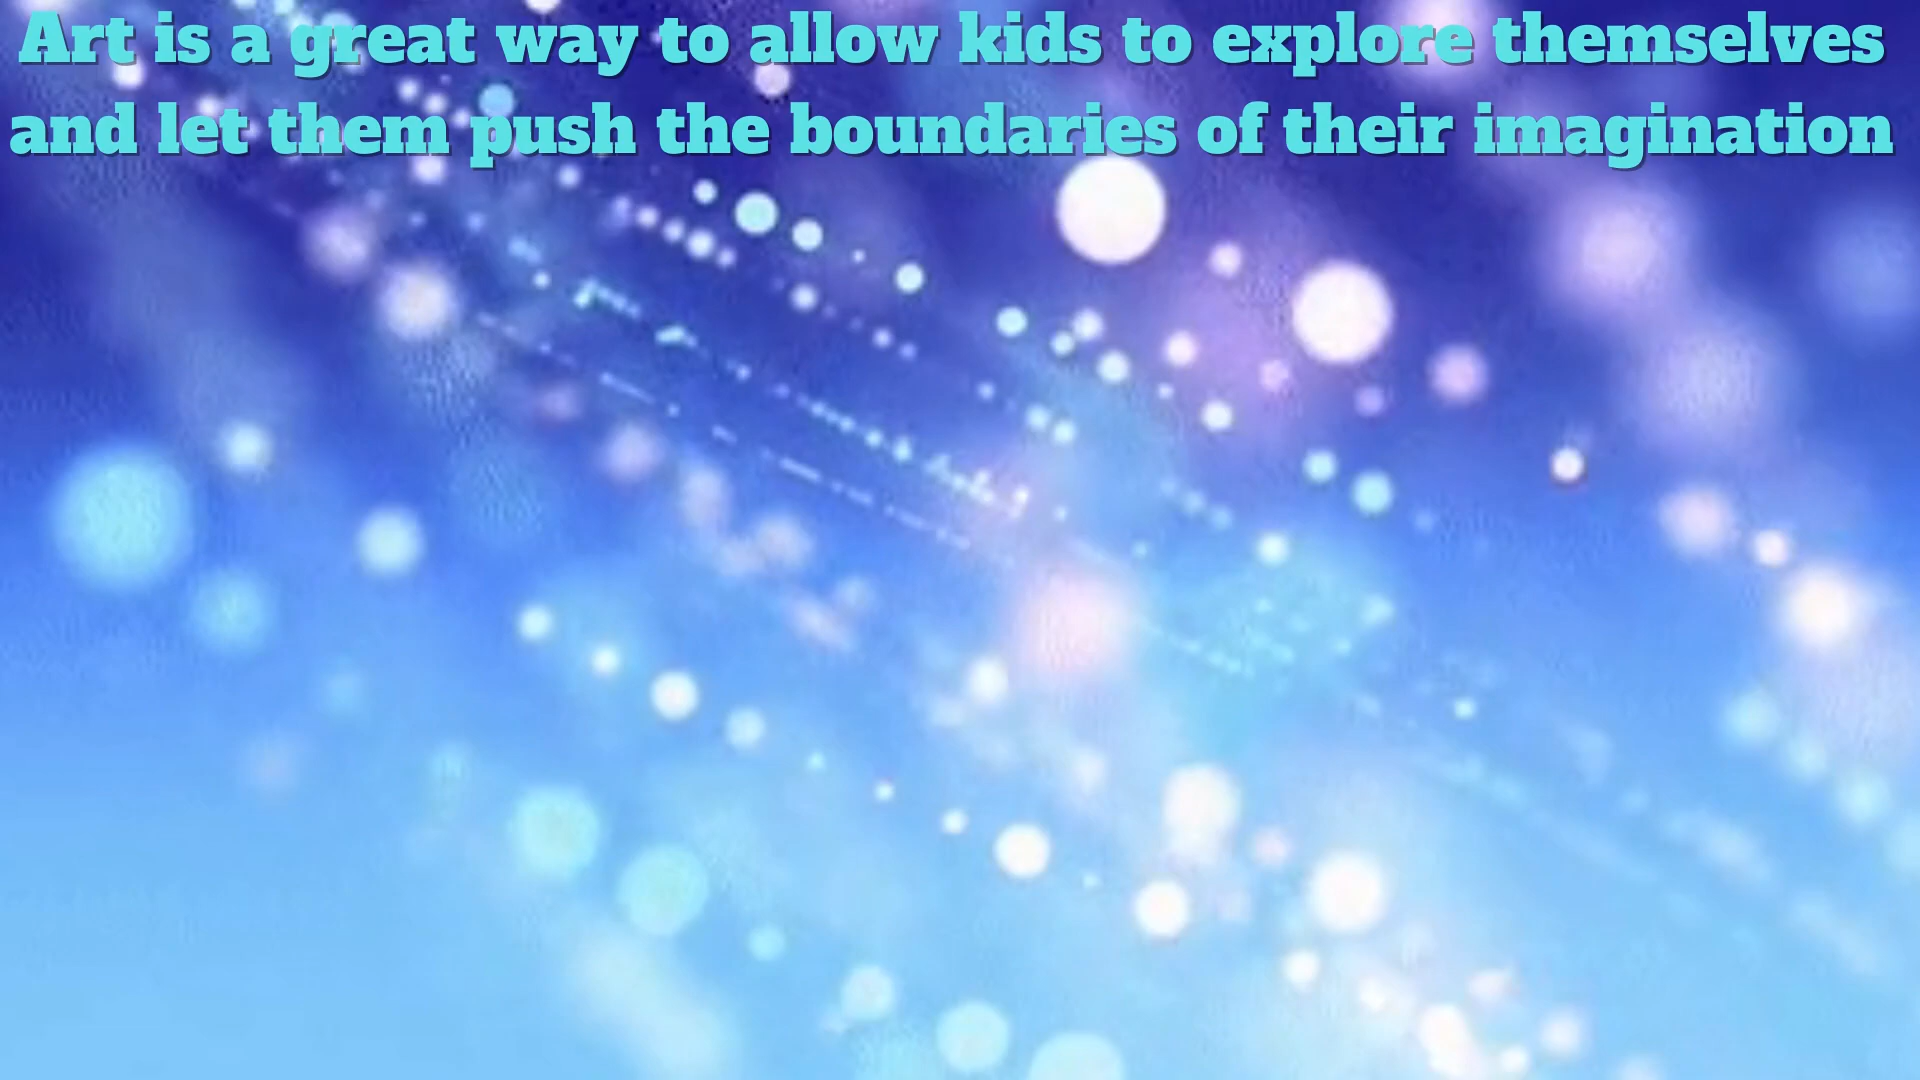 Art is a great way to allow kids to explore themselves
and let them push the boundaries of their imagination